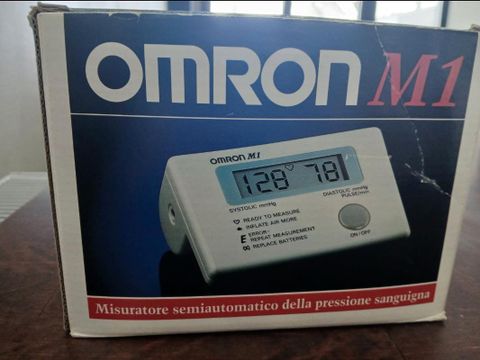 OMRON M1
OMRON M1
128 78
SYSTOLIC mmHg
DIASTOLIC mmHg
PULSE/min.
READY TO MEASURE
INFLATE AIR MORE
E ERROR:
REPEAT MEASUREMENT
REPLACE BATTERIES
ON/OFF
Misuratore semiautomatico della pressione sanguigna